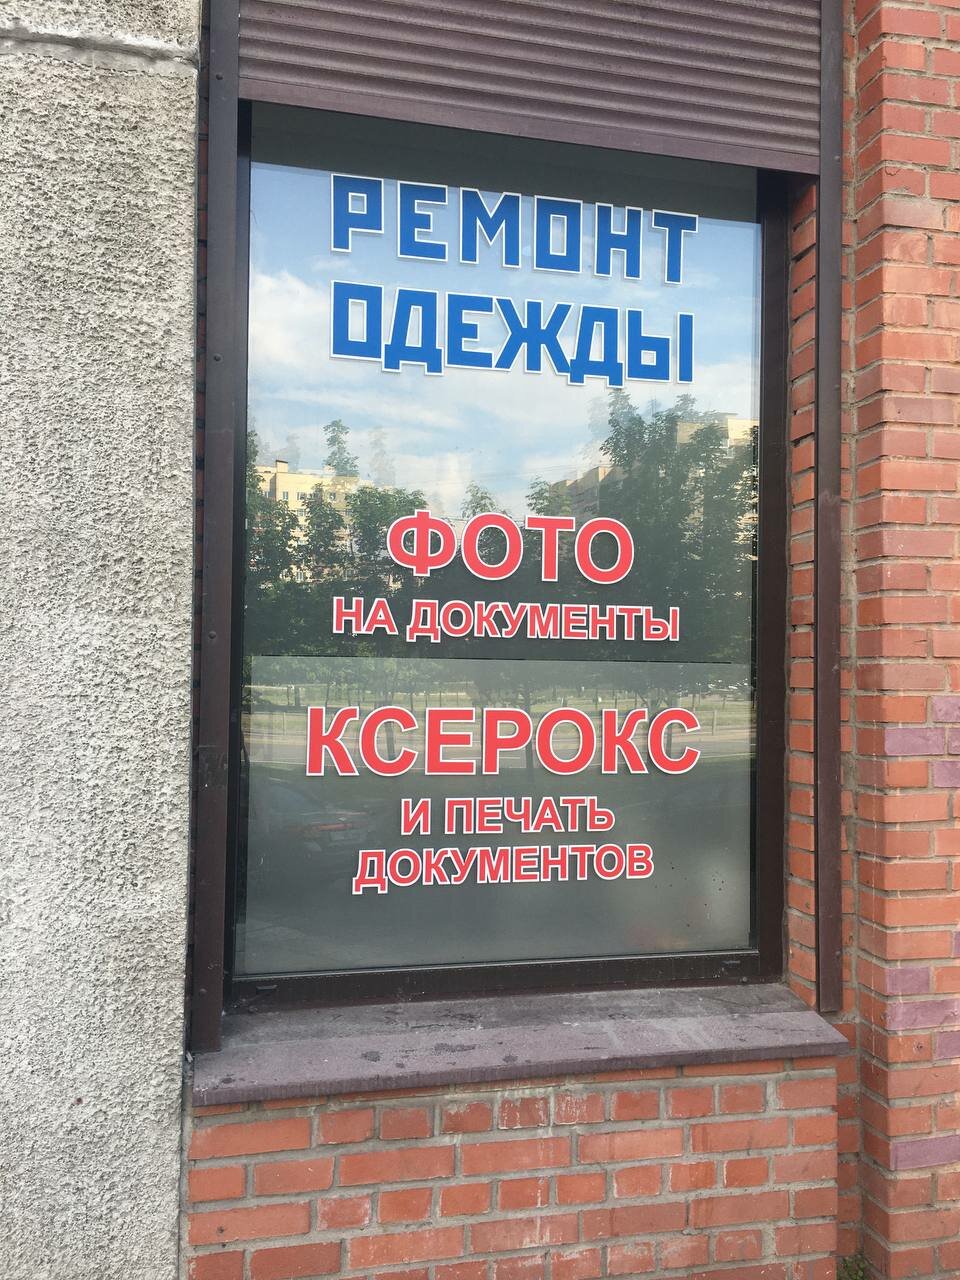 РЕМОНТ
ОДЕЖДЫ
ФОТО
НА ДОКУМЕНТЫ
КСЕРОКС
И ПЕЧАТЬ
ДОКУМЕНТОВ